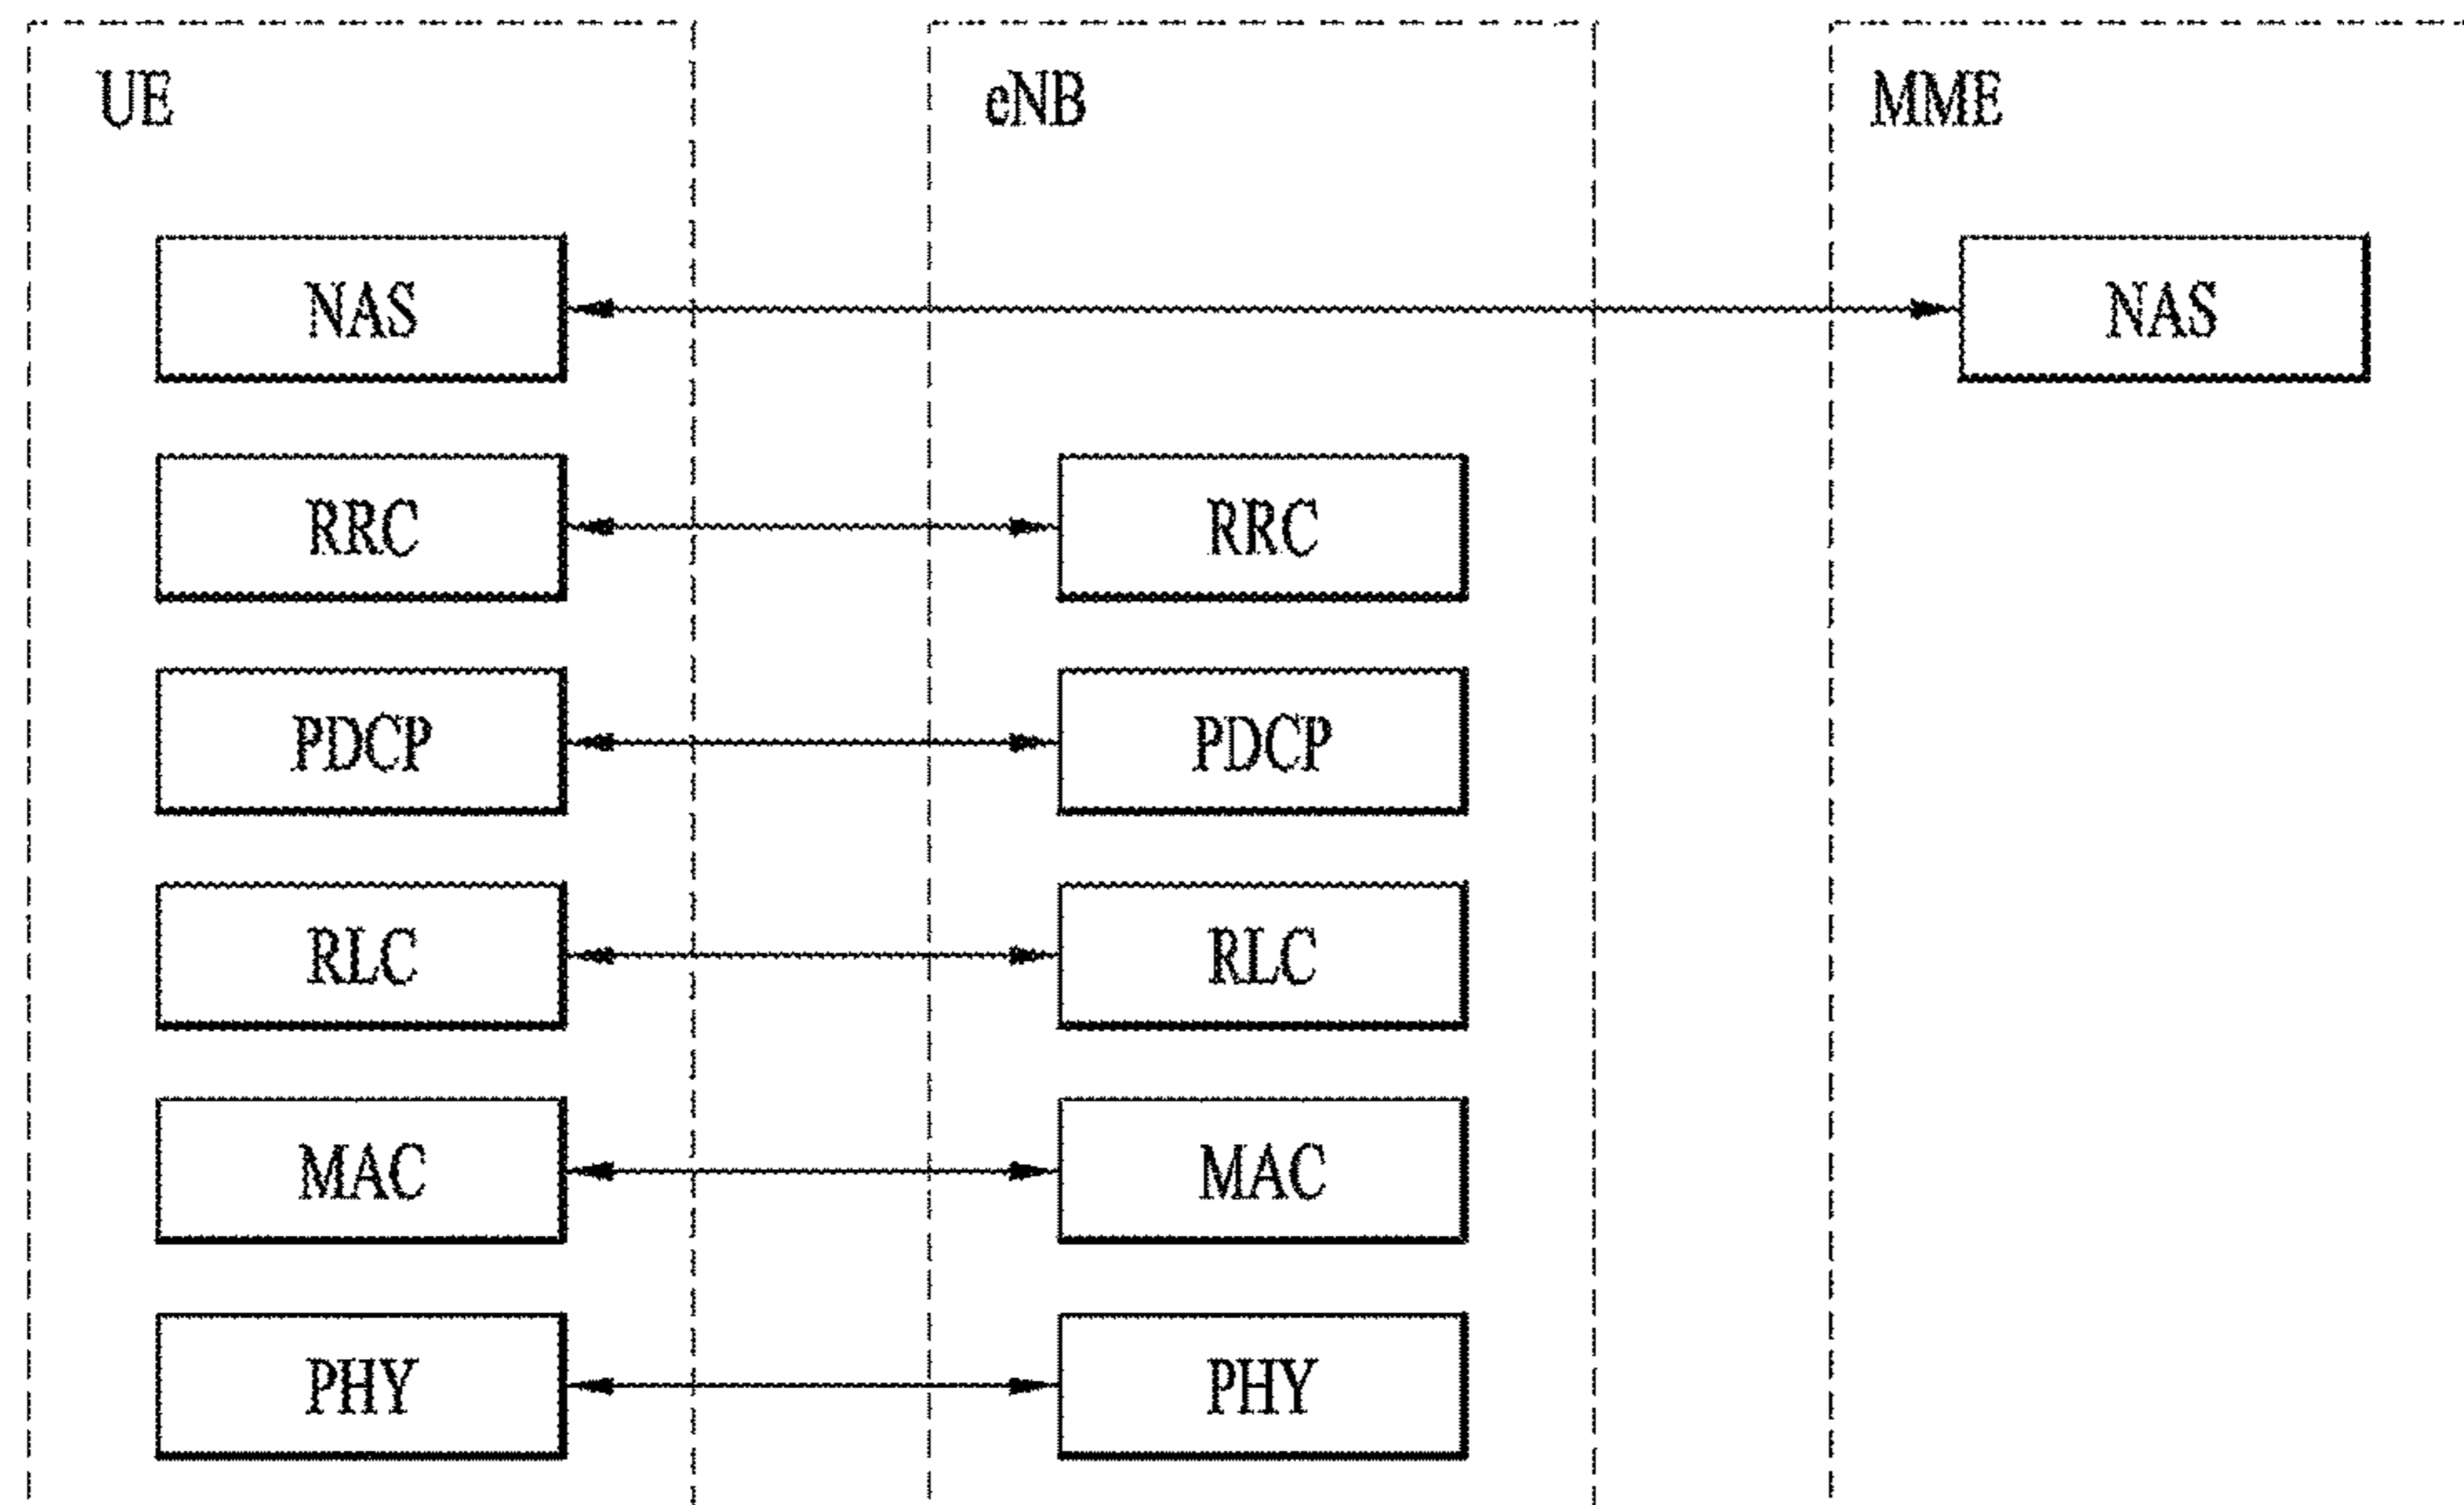 UE eNB MME
NAS NAS
RRC RRC
PDCP PDCP
RLC RLC
MAC MAC
PHY PHY